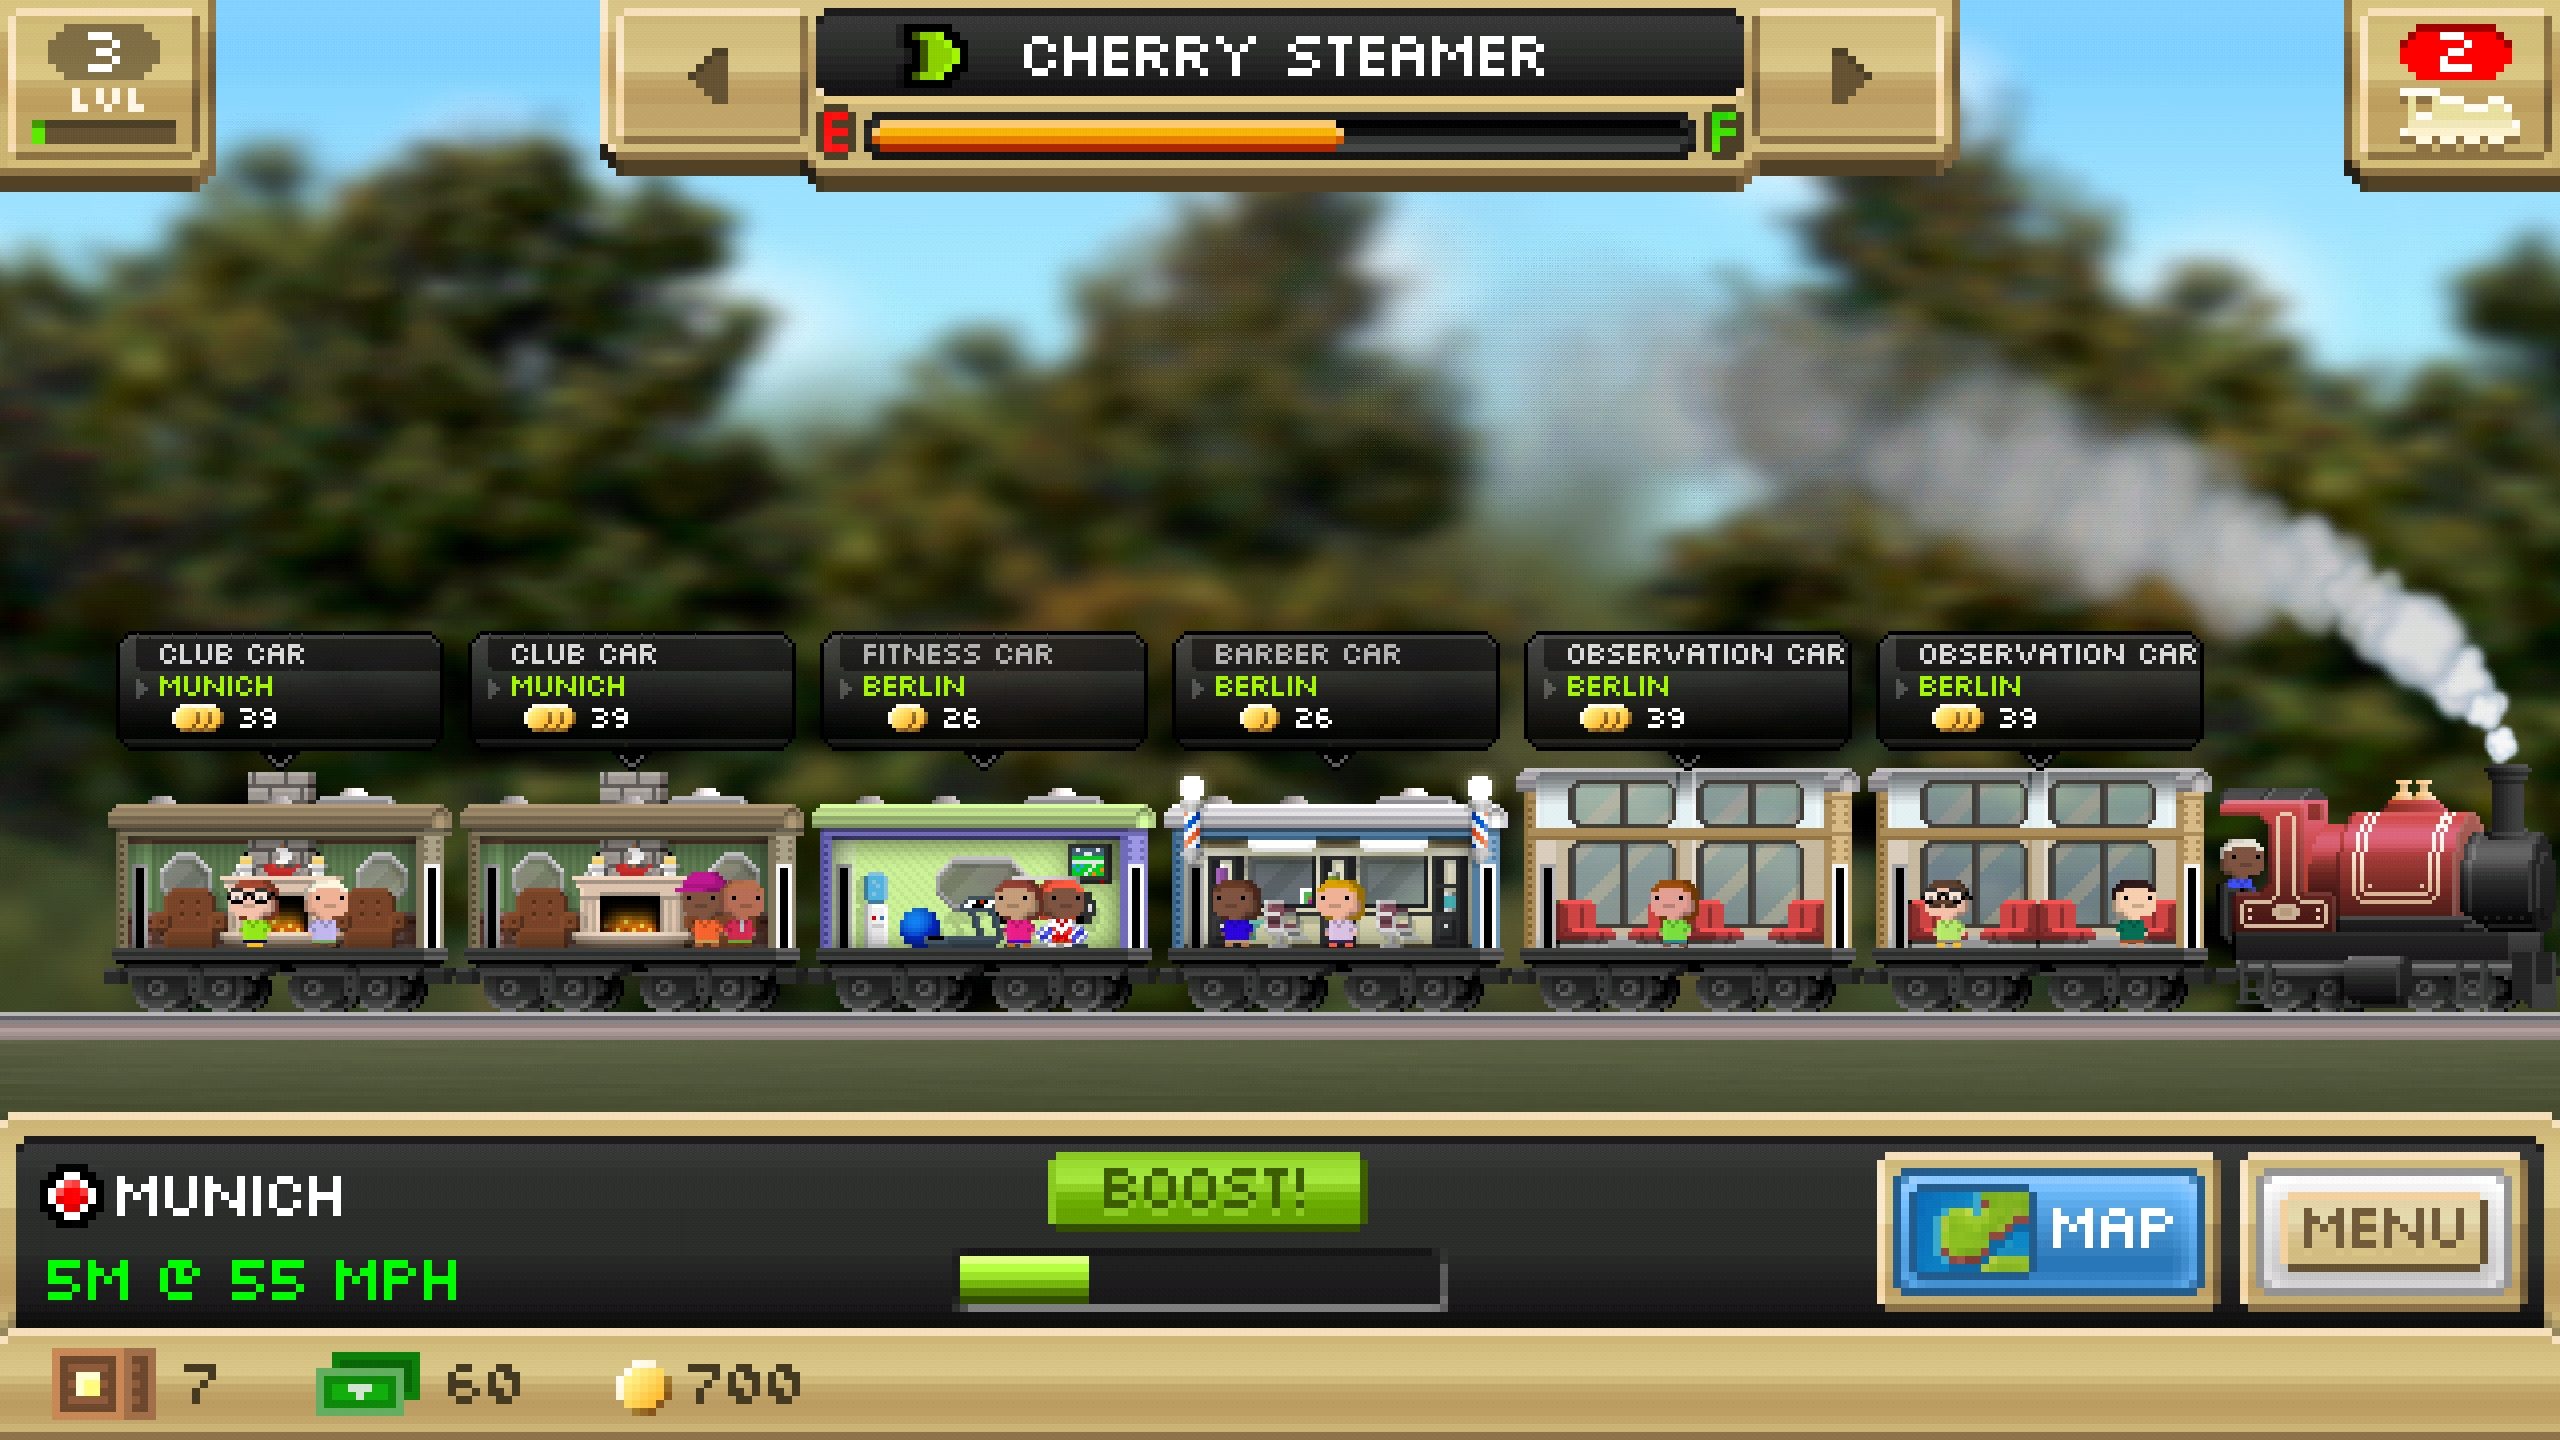 3
LVL
CHERRY STEAMER
E
F
2
CLUB CAR
MUNICH
39
CLUB CAR
MUNICH
39
FITNESS CAR
BERLIN
26
BARBER CAR
BERLIN
26
OBSERVATION CAR
BERLIN
39
OBSERVATION CAR
BERLIN
39
MUNICH
5M @ 55 MPH
BOOST!
MAP
MENU
7
60
700